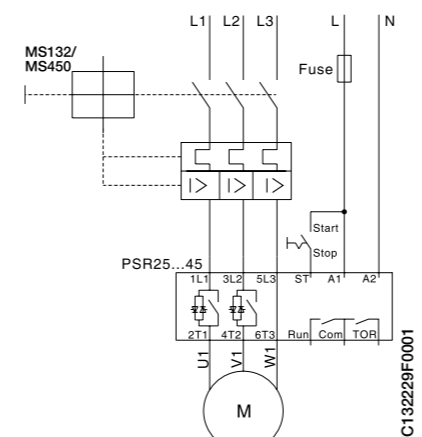 L1 L2 L3 L N
MS132/
MS450
Fuse
I> I> I>
Start
Stop
PSR25...45
1L1 3L2 5L3 ST A1 A2
2T1 4T2 6T3 Run Com TOR
U1 V1 W1
M
C132229F0001